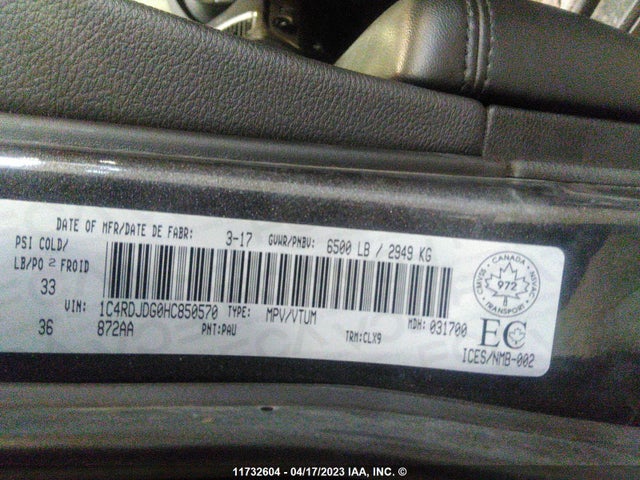 DATE OF MFR/DATE DE FABR: 3-17 GVWR/PNBV: 6500 LB / 2949 KG
PSI COLD/
LB/PO 2 FROID
33
VIN: 1C4RDJDG0HC850570 TYPE: MPV/VTUM MDH: 031700
36 872AA PNT:PAU TRM:CLX9
CANADA
972
TRANSPORT
EC
ICES/NMB-002
11732604 - 04/17/2023 IAA, INC. ©